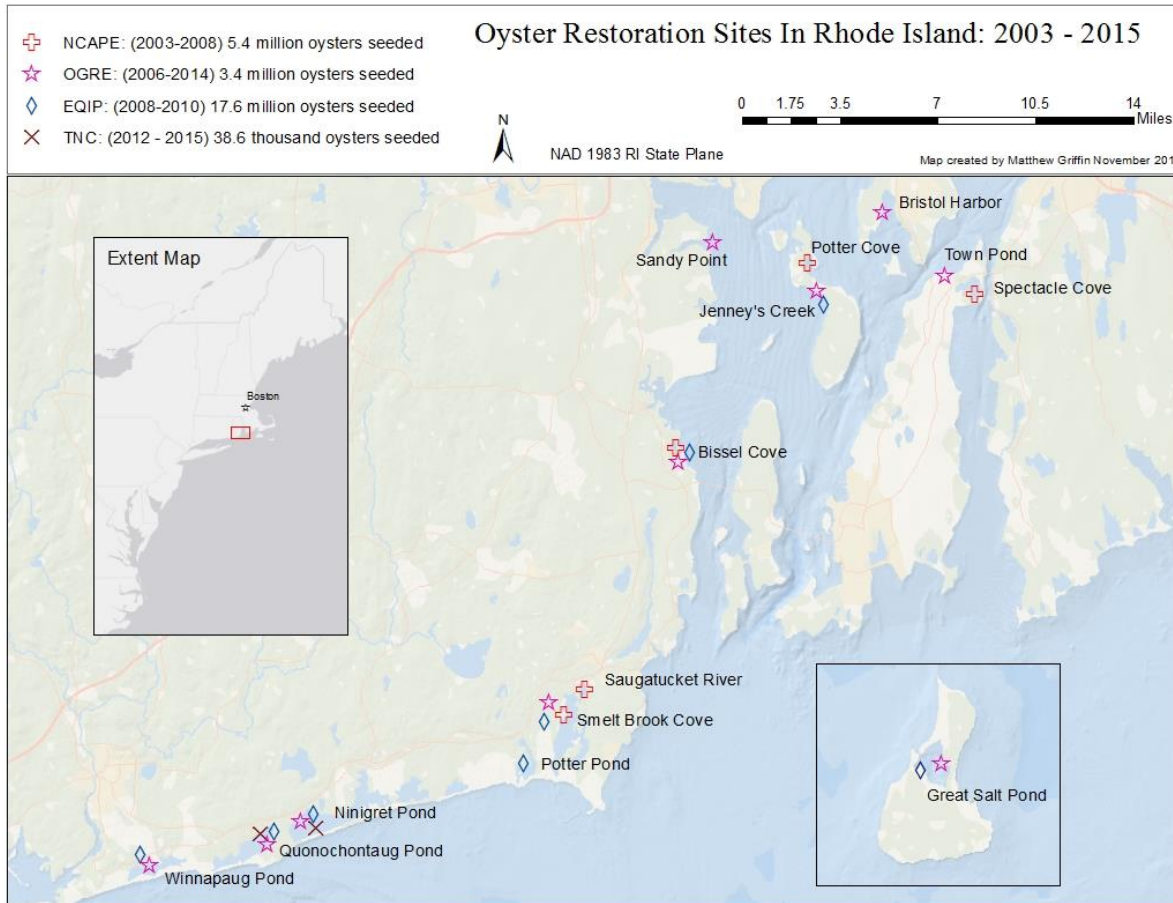 Oyster Restoration Sites In Rhode Island: 2003 - 2015
NCAPE: (2003-2008) 5.4 million oysters seeded
OGRE: (2006-2014) 3.4 million oysters seeded
EQIP: (2008-2010) 17.6 million oysters seeded
TNC: (2012 - 2015) 38.6 thousand oysters seeded
N
NAD 1983 RI State Plane
0 1.75 3.5 7 10.5 14
Miles
Map created by Matthew Griffin November 201
Extent Map
Boston
Bristol Harbor
Potter Cove
Town Pond
Sandy Point
Spectacle Cove
Jenney's Creek
Bissel Cove
Saugatucket River
Smelt Brook Cove
Potter Pond
Great Salt Pond
Ninigret Pond
Quonochontaug Pond
Winnapaug Pond